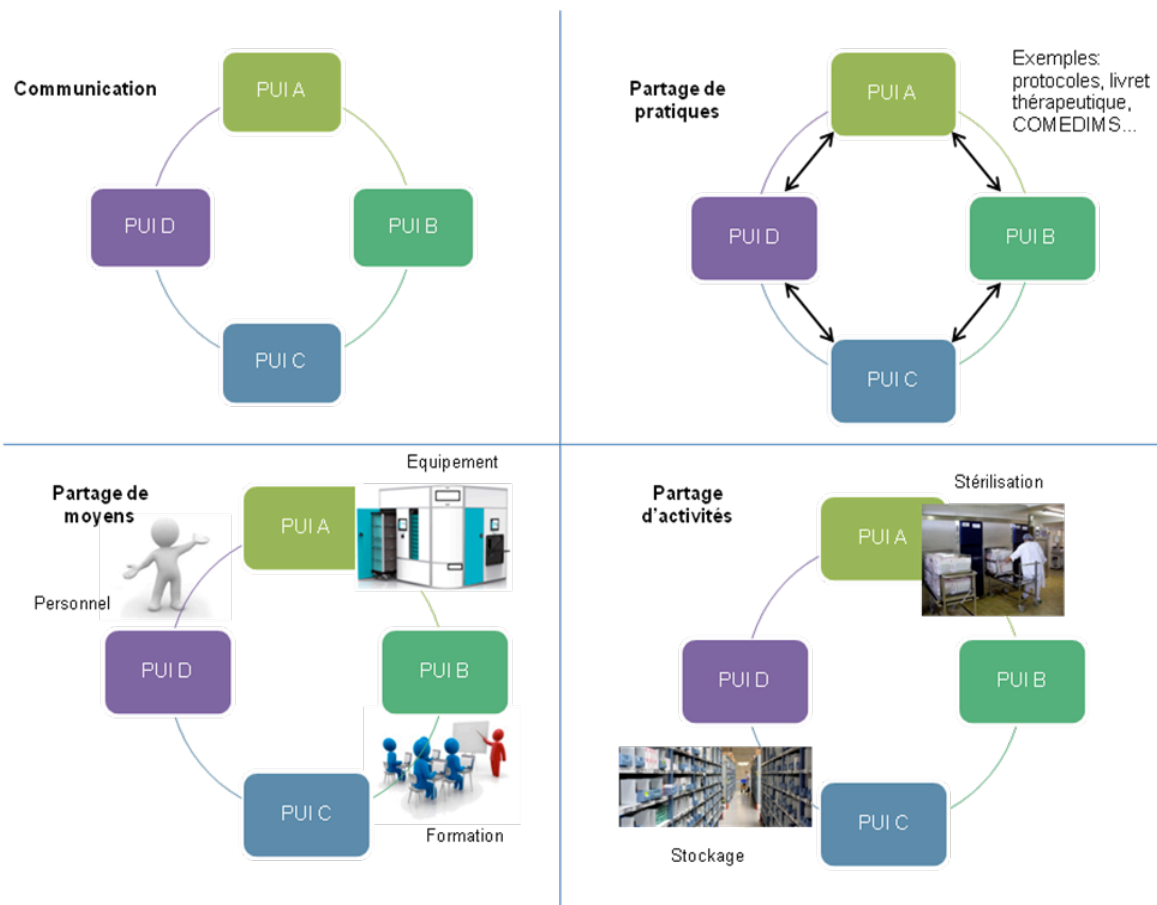 Communication
PUI A
PUI D
PUI B
PUI C
Partage de
pratiques
PUI A
Exemples:
protocoles, livret
thérapeutique,
COMEDIMS...
PUI D
PUI B
PUI C
Partage de
moyens
Equipement
PUI A
Personnel
PUI D
PUI B
PUI C
Formation
Partage
d'activités
Stérilisation
PUI A
PUI D
PUI B
PUI C
Stockage